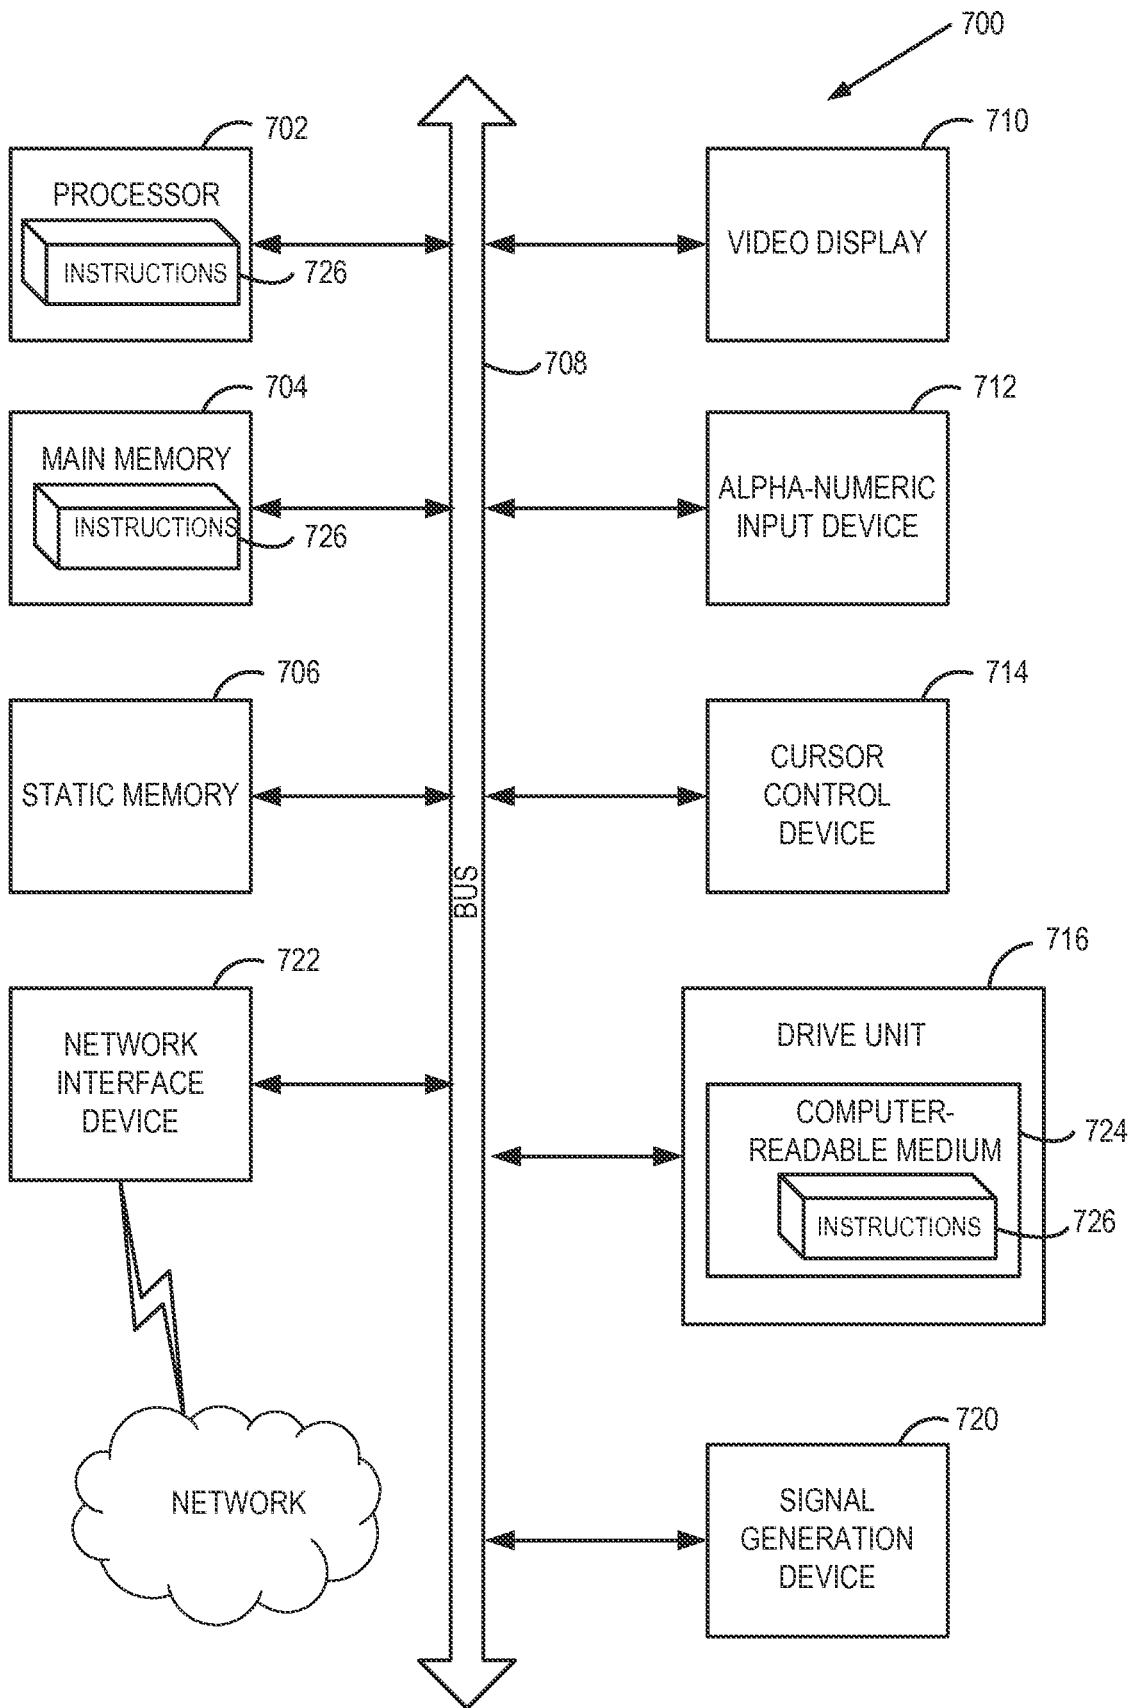 700
702
PROCESSOR
INSTRUCTIONS
726
710
VIDEO DISPLAY
708
704
MAIN MEMORY
INSTRUCTIONS
726
712
ALPHA-NUMERIC
INPUT DEVICE
706
STATIC MEMORY
714
CURSOR
CONTROL
DEVICE
BUS
722
NETWORK
INTERFACE
DEVICE
716
DRIVE UNIT
COMPUTER-
READABLE MEDIUM
724
INSTRUCTIONS
726
NETWORK
720
SIGNAL
GENERATION
DEVICE